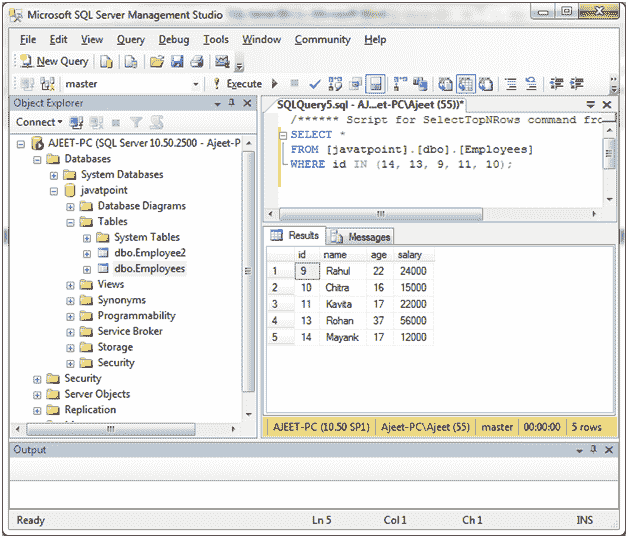 Microsoft SQL Server Management Studio
File Edit View Query Debug Tools Window Community Help
New Query
master Execute
Object Explorer
Connect
AJEET-PC (SQL Server 10.50.2500 - Ajeet-P
Databases
System Databases
javatpoint
Database Diagrams
Tables
System Tables
dbo.Employee2
dbo.Employees
Views
Synonyms
Programmability
Service Broker
Storage
Security
Security
Server Objects
Replication
SQLQuery5.sql - AJ...et-PC\Ajeet (55))*
/****** Script for SelectTopNRows command fro
SELECT *
FROM [javatpoint].[dbo].[Employees]
WHERE id IN (14, 13, 9, 11, 10);
Results Messages
id name age salary
1 9 Rahul 22 24000
2 10 Chitra 16 15000
3 11 Kavita 17 22000
4 13 Rohan 37 56000
5 14 Mayank 17 12000
AJEET-PC (10.50 SP1) Ajeet-PC\Ajeet (55) master 00:00:00 5 rows
Output
Ready Ln 5 Col 1 Ch 1 INS